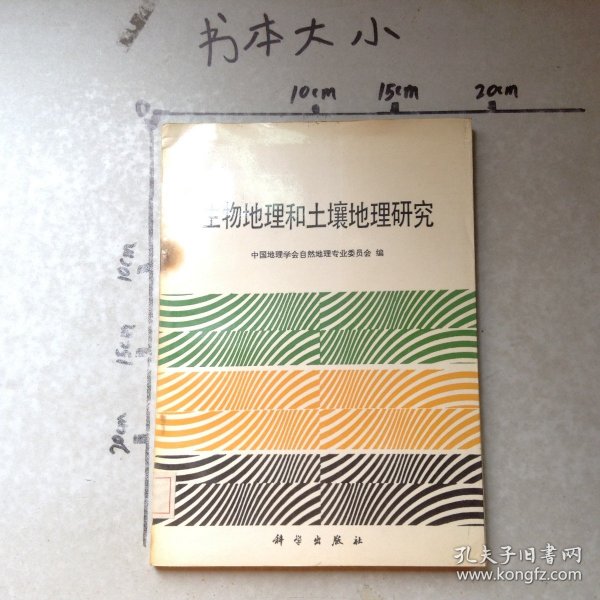 书本大小
10cm 15cm 20cm
0
10cm
15cm
20cm
生物地理和土壤地理研究
中国地理学会自然地理专业委员会 编
科学出版社
孔夫子旧书网
www.kongfz.com